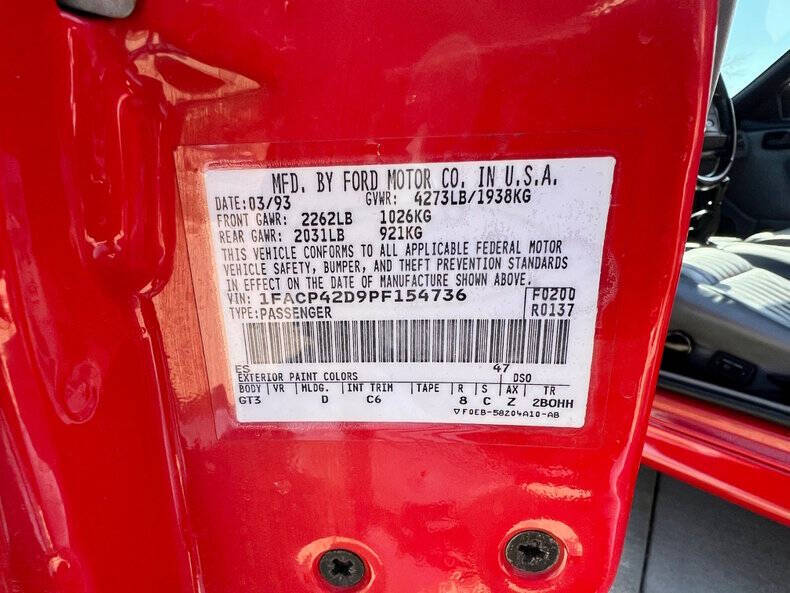 MFD. BY FORD MOTOR CO. IN U.S.A.
DATE: 03/93 GVWR: 4273LB/1938KG
FRONT GAWR: 2262LB 1026KG
REAR GAWR: 2031LB 921KG
THIS VEHICLE CONFORMS TO ALL APPLICABLE FEDERAL MOTOR
VEHICLE SAFETY, BUMPER, AND THEFT PREVENTION STANDARDS
IN EFFECT ON THE DATE OF MANUFACTURE SHOWN ABOVE.
VIN: 1FACP42D9PF154736 F0200
TYPE: PASSENGER R0137
ES 47
EXTERIOR PAINT COLORS DSO
BODY VR MLDG. INT TRIM TAPE R S AX TR
GT3 D C6 8 C Z 2BOHH
▽F0EB-58204A10-AB